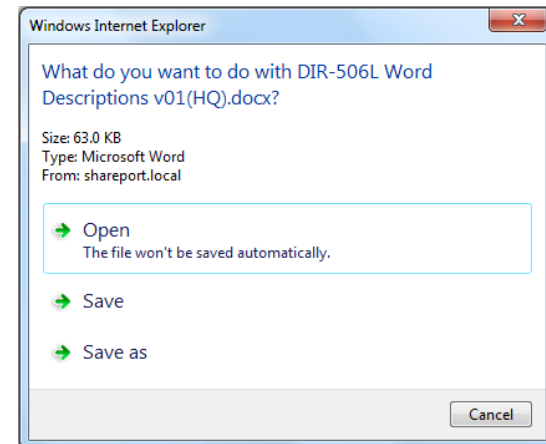 Windows Internet Explorer
What do you want to do with DIR-506L Word
Descriptions v01(HQ).docx?
Size: 63.0 KB
Type: Microsoft Word
From: shareport.local
Open
The file won't be saved automatically.
Save
Save as
Cancel